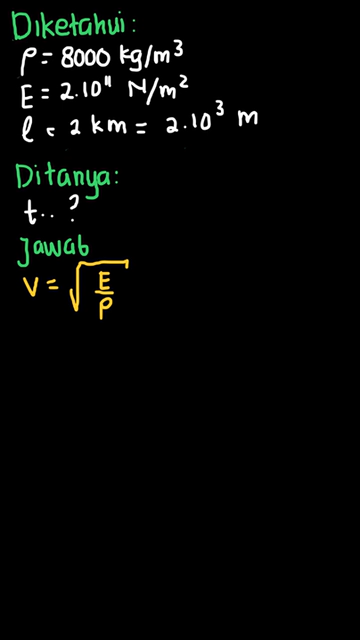 Diketahui:
ρ = 8000 kg/m³
E = 2.10¹¹ N/m²
l = 2 km = 2.10³ m
Ditanya:
t.. ?
Jawab
V = √(E/ρ)